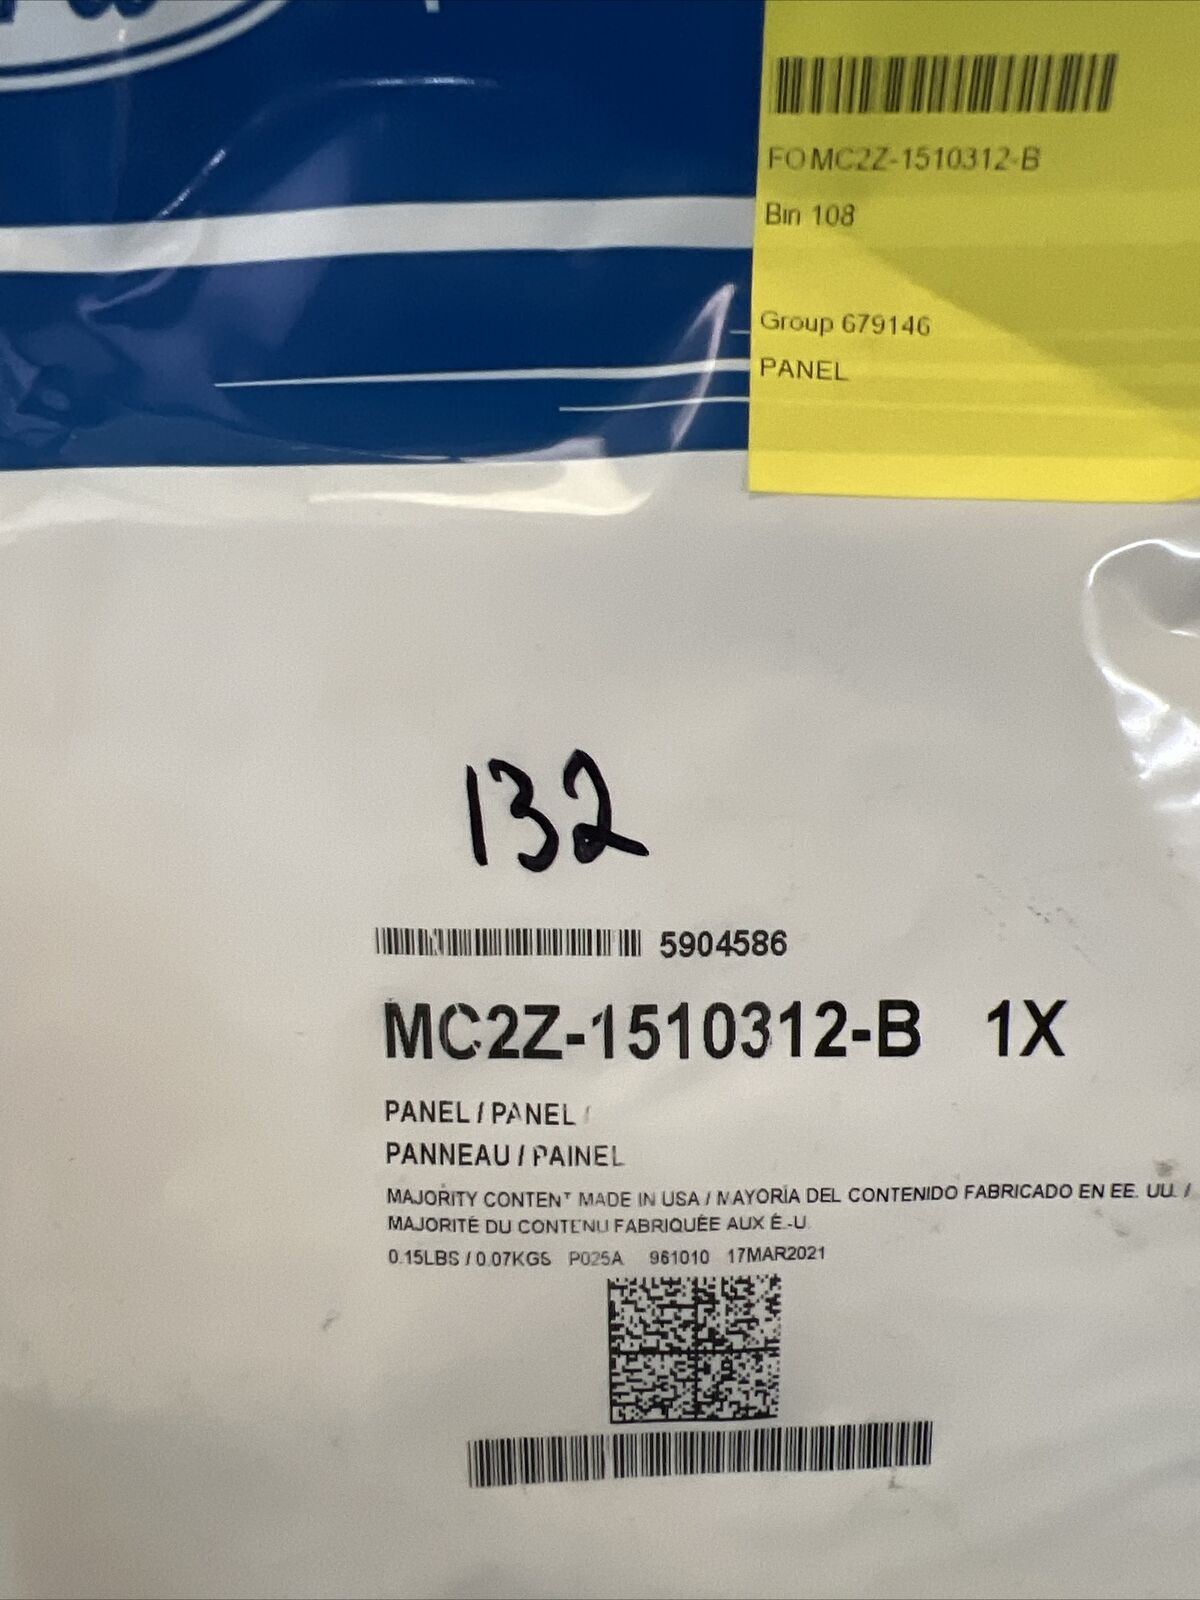 FOMC2Z-1510312-B
Bin 108
Group 679146
PANEL
132
5904586
MC2Z-1510312-B 1X
PANEL / PANEL /
PANNEAU / PAINEL
MAJORITY CONTENT MADE IN USA / MAYORÍA DEL CONTENIDO FABRICADO EN EE. UU. /
MAJORITÉ DU CONTENU FABRIQUÉE AUX É.-U.
0.15LBS / 0.07KGS P025A 961010 17MAR2021